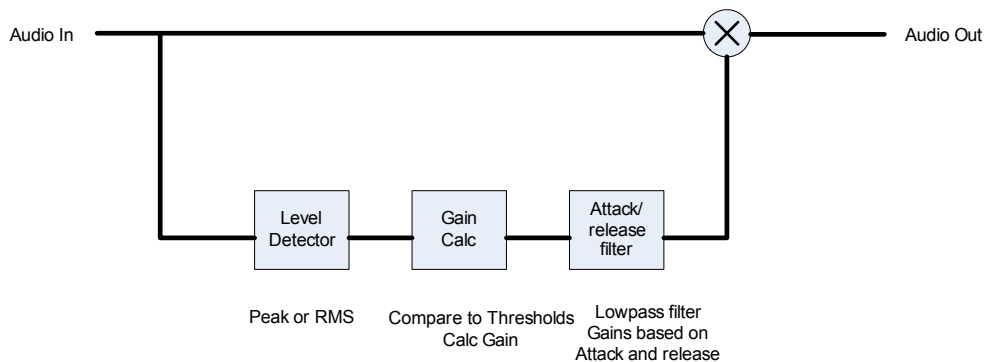 Audio In
Audio Out
Level
Detector
Gain
Calc
Attack/
release
filter
Peak or RMS
Compare to Thresholds
Calc Gain
Lowpass filter
Gains based on
Attack and release